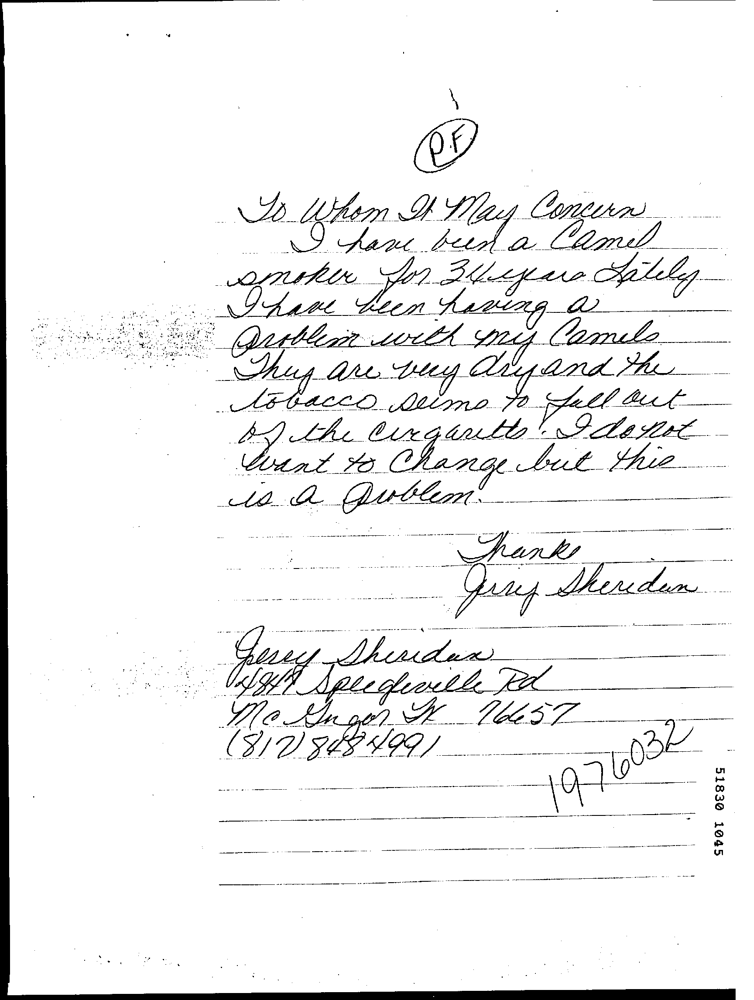 P.F.
To Whom It May Concern
I have been a Camel
smoker for 34 years Lately
I have been having a
problem with my Camels
They are very dry and the
tobacco seems to fall out
of the cirgaretts! I do not
want to Change but this
is a problem.
Thanks
Jerry Sheridan
Jerry Sheridan
Speegleville Rd
Mc Gregor TX 76657
(817) 848 4991
1976032
51830 1045